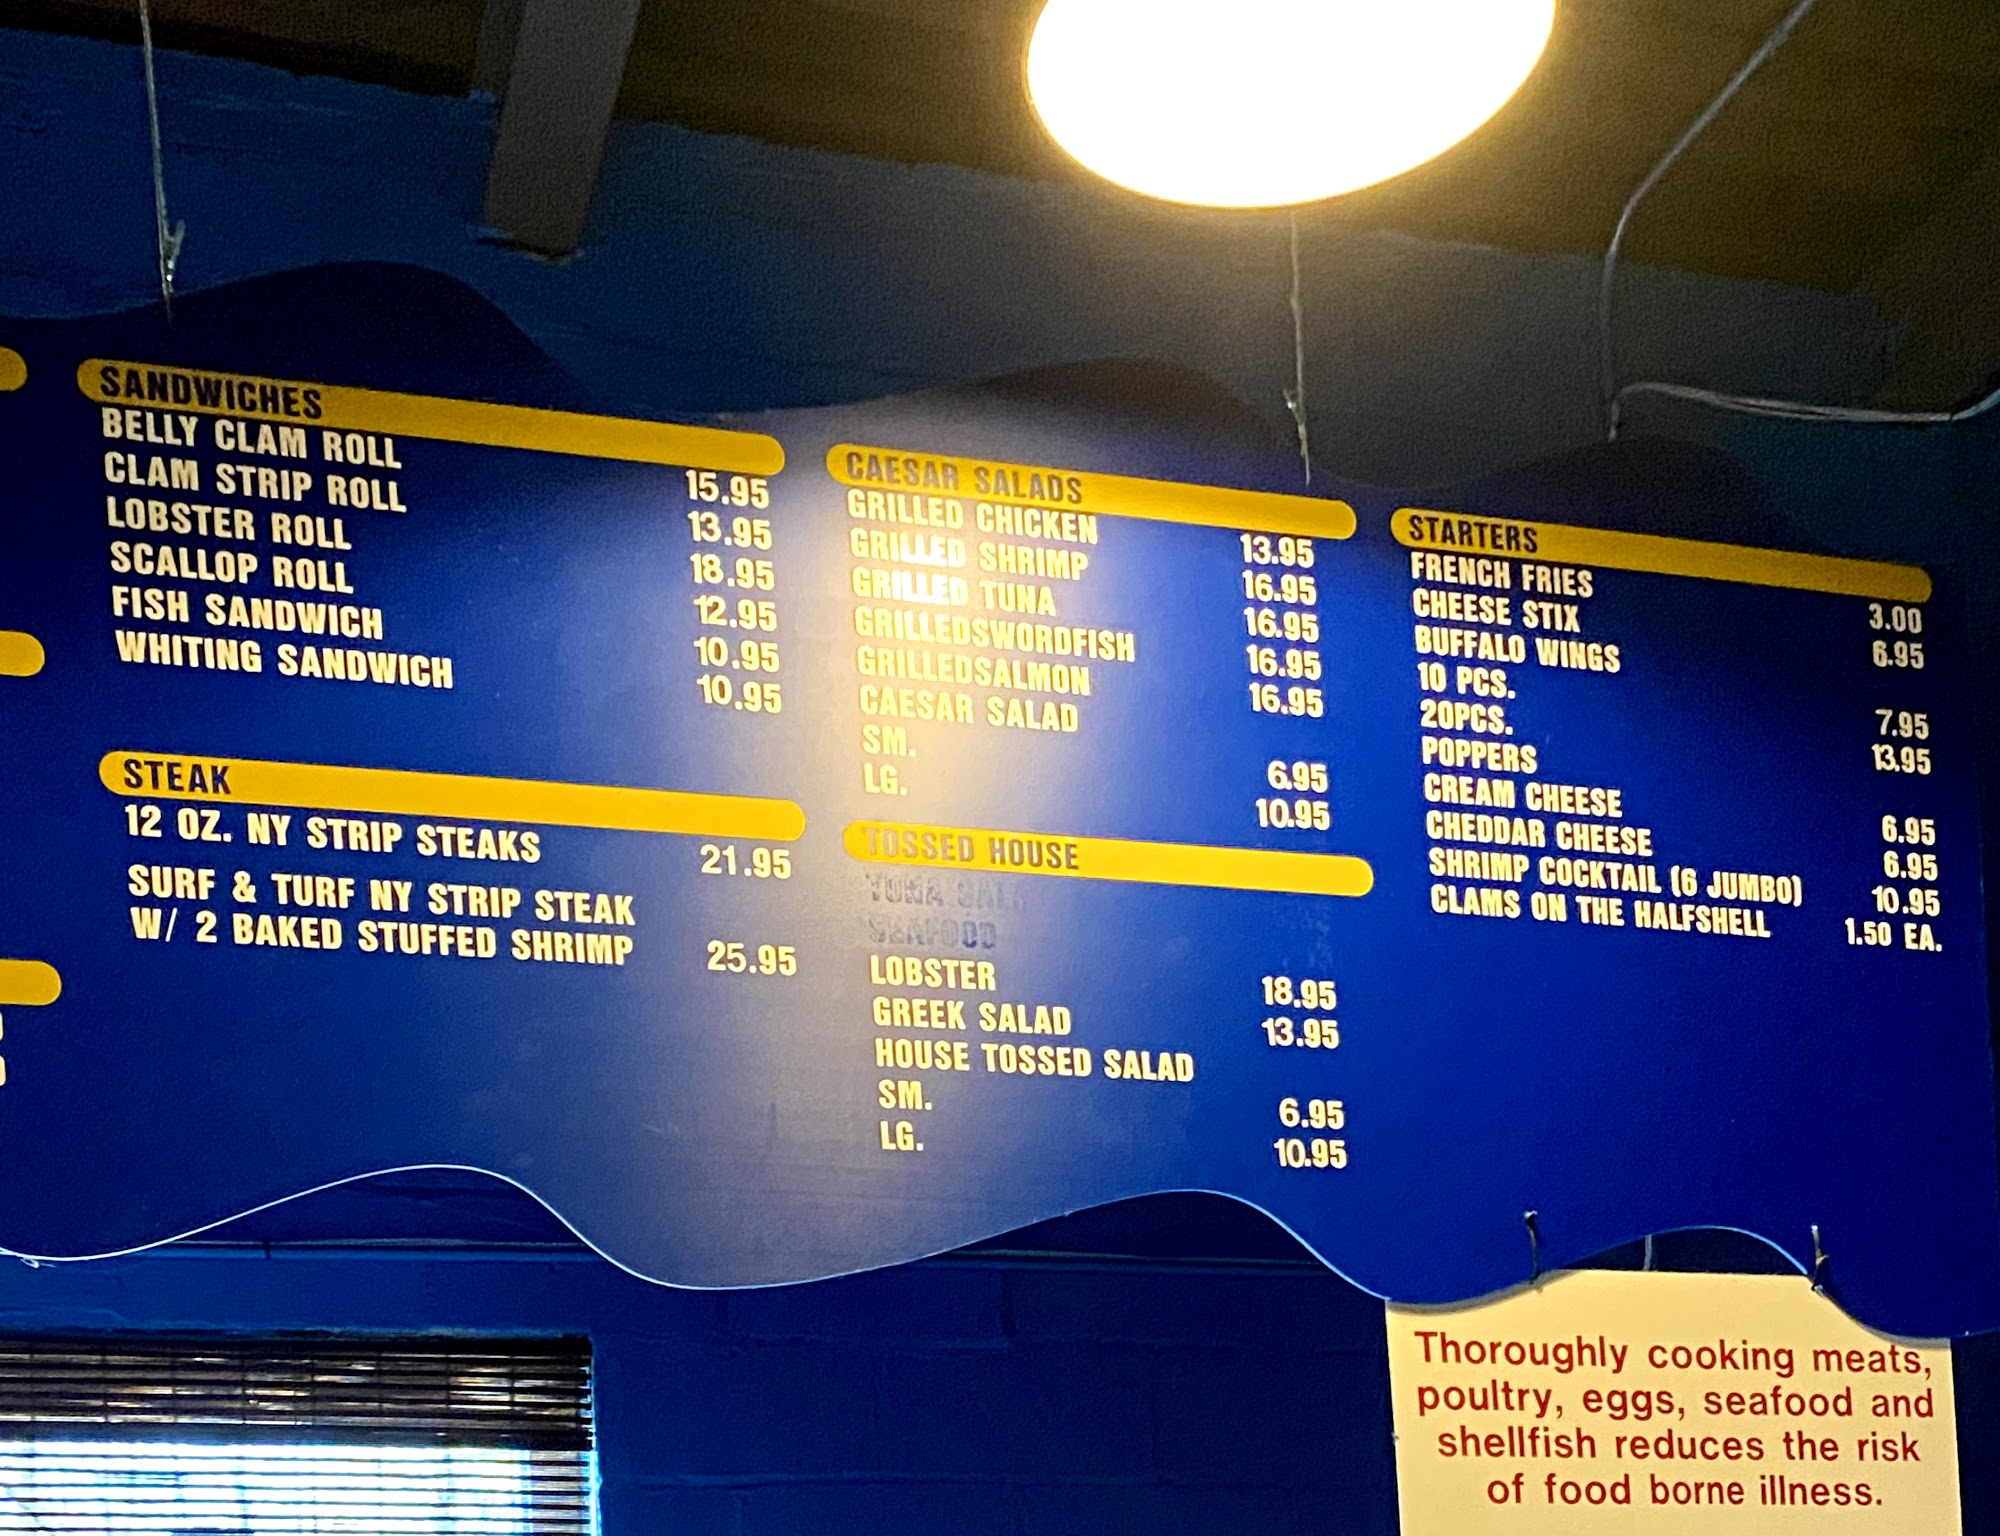 SANDWICHES
BELLY CLAM ROLL 15.95
CLAM STRIP ROLL 13.95
LOBSTER ROLL 18.95
SCALLOP ROLL 12.95
FISH SANDWICH 10.95
WHITING SANDWICH 10.95
STEAK
12 OZ. NY STRIP STEAKS 21.95
SURF & TURF NY STRIP STEAK
W/ 2 BAKED STUFFED SHRIMP 25.95
CAESAR SALADS
GRILLED CHICKEN 13.95
GRILLED SHRIMP 16.95
GRILLED TUNA 16.95
GRILLEDSWORDFISH 16.95
GRILLEDSALMON 16.95
CAESAR SALAD
SM. 6.95
LG. 10.95
TOSSED HOUSE
TUNA
SEAFOOD
LOBSTER 18.95
GREEK SALAD 13.95
HOUSE TOSSED SALAD
SM. 6.95
LG. 10.95
STARTERS
FRENCH FRIES 3.00
CHEESE STIX 6.95
BUFFALO WINGS
10 PCS. 7.95
20PCS. 13.95
POPPERS
CREAM CHEESE 6.95
CHEDDAR CHEESE 6.95
SHRIMP COCKTAIL (6 JUMBO) 10.95
CLAMS ON THE HALFSHELL 1.50 EA.
Thoroughly cooking meats,
poultry, eggs, seafood and
shellfish reduces the risk
of food borne illness.